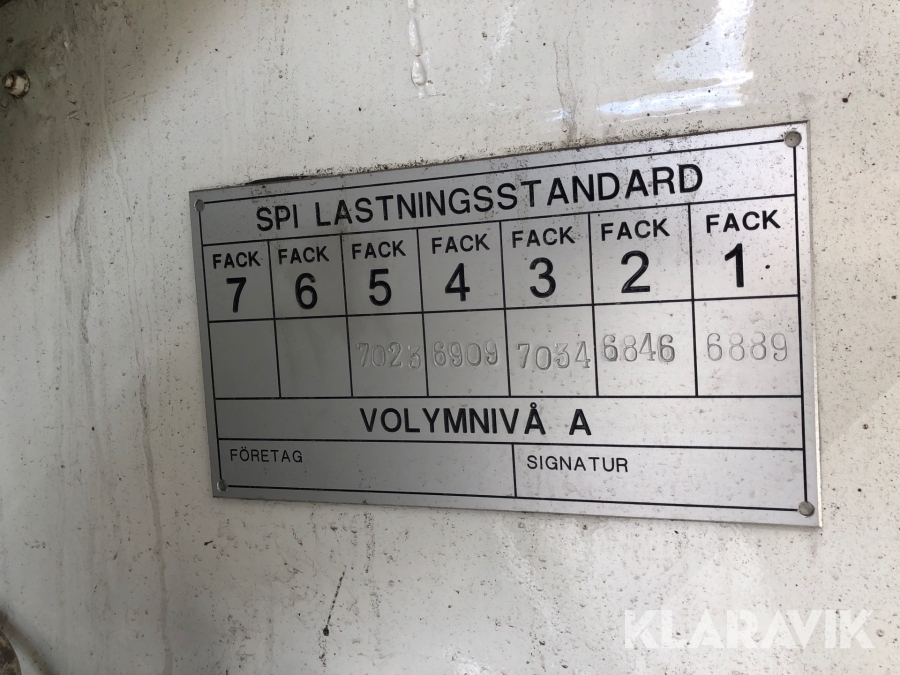 SPI LASTNINGSSTANDARD
FACK FACK FACK FACK FACK FACK FACK
7 6 5 4 3 2 1
7023 6909 7034 6846 6889
VOLYMNIVÅ A
FÖRETAG SIGNATUR
KLARAVIK